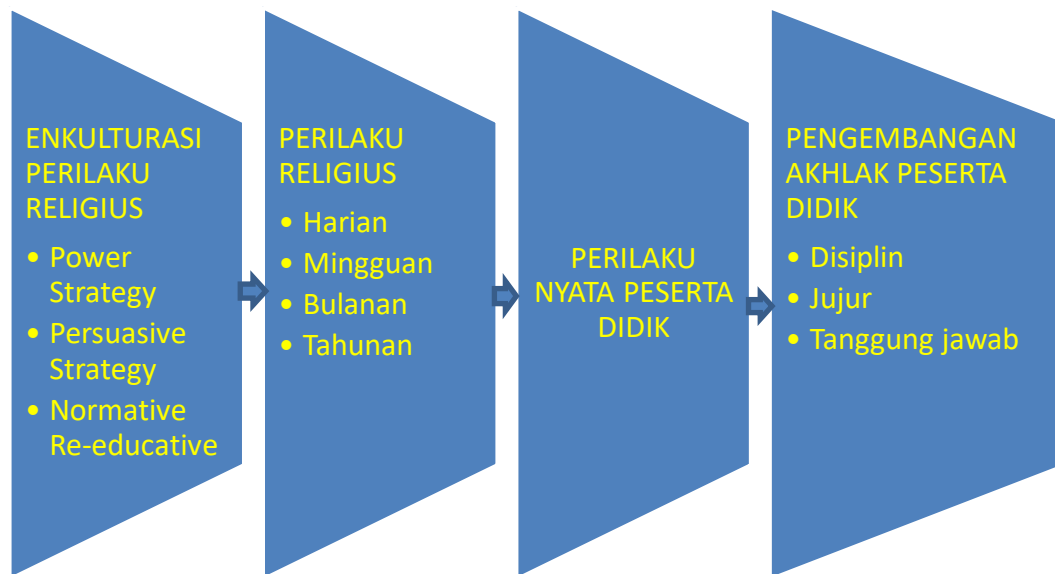 ENKULTURASI
PERILAKU
RELIGIUS
• Power
Strategy
• Persuasive
Strategy
• Normative
Re-educative
PERILAKU
RELIGIUS
• Harian
• Mingguan
• Bulanan
• Tahunan
PERILAKU
NYATA PESERTA
DIDIK
PENGEMBANGAN
AKHLAK PESERTA
DIDIK
• Disiplin
• Jujur
• Tanggung jawab